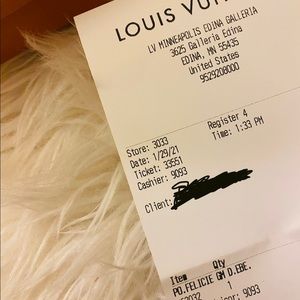 LOUIS VUIT
LV MINNEAPOLIS EDINA GALLERIA
3625 Galleria Edina
EDINA, MN 55435
United States
9529208000
Register 4
Store: 3033
Time: 1:33 PM
Date: 1/29/21
Ticket: 33551
Cashier: 9093
Client:
Item Qty
PO.FELICIE GM D.EBE.
1
9093